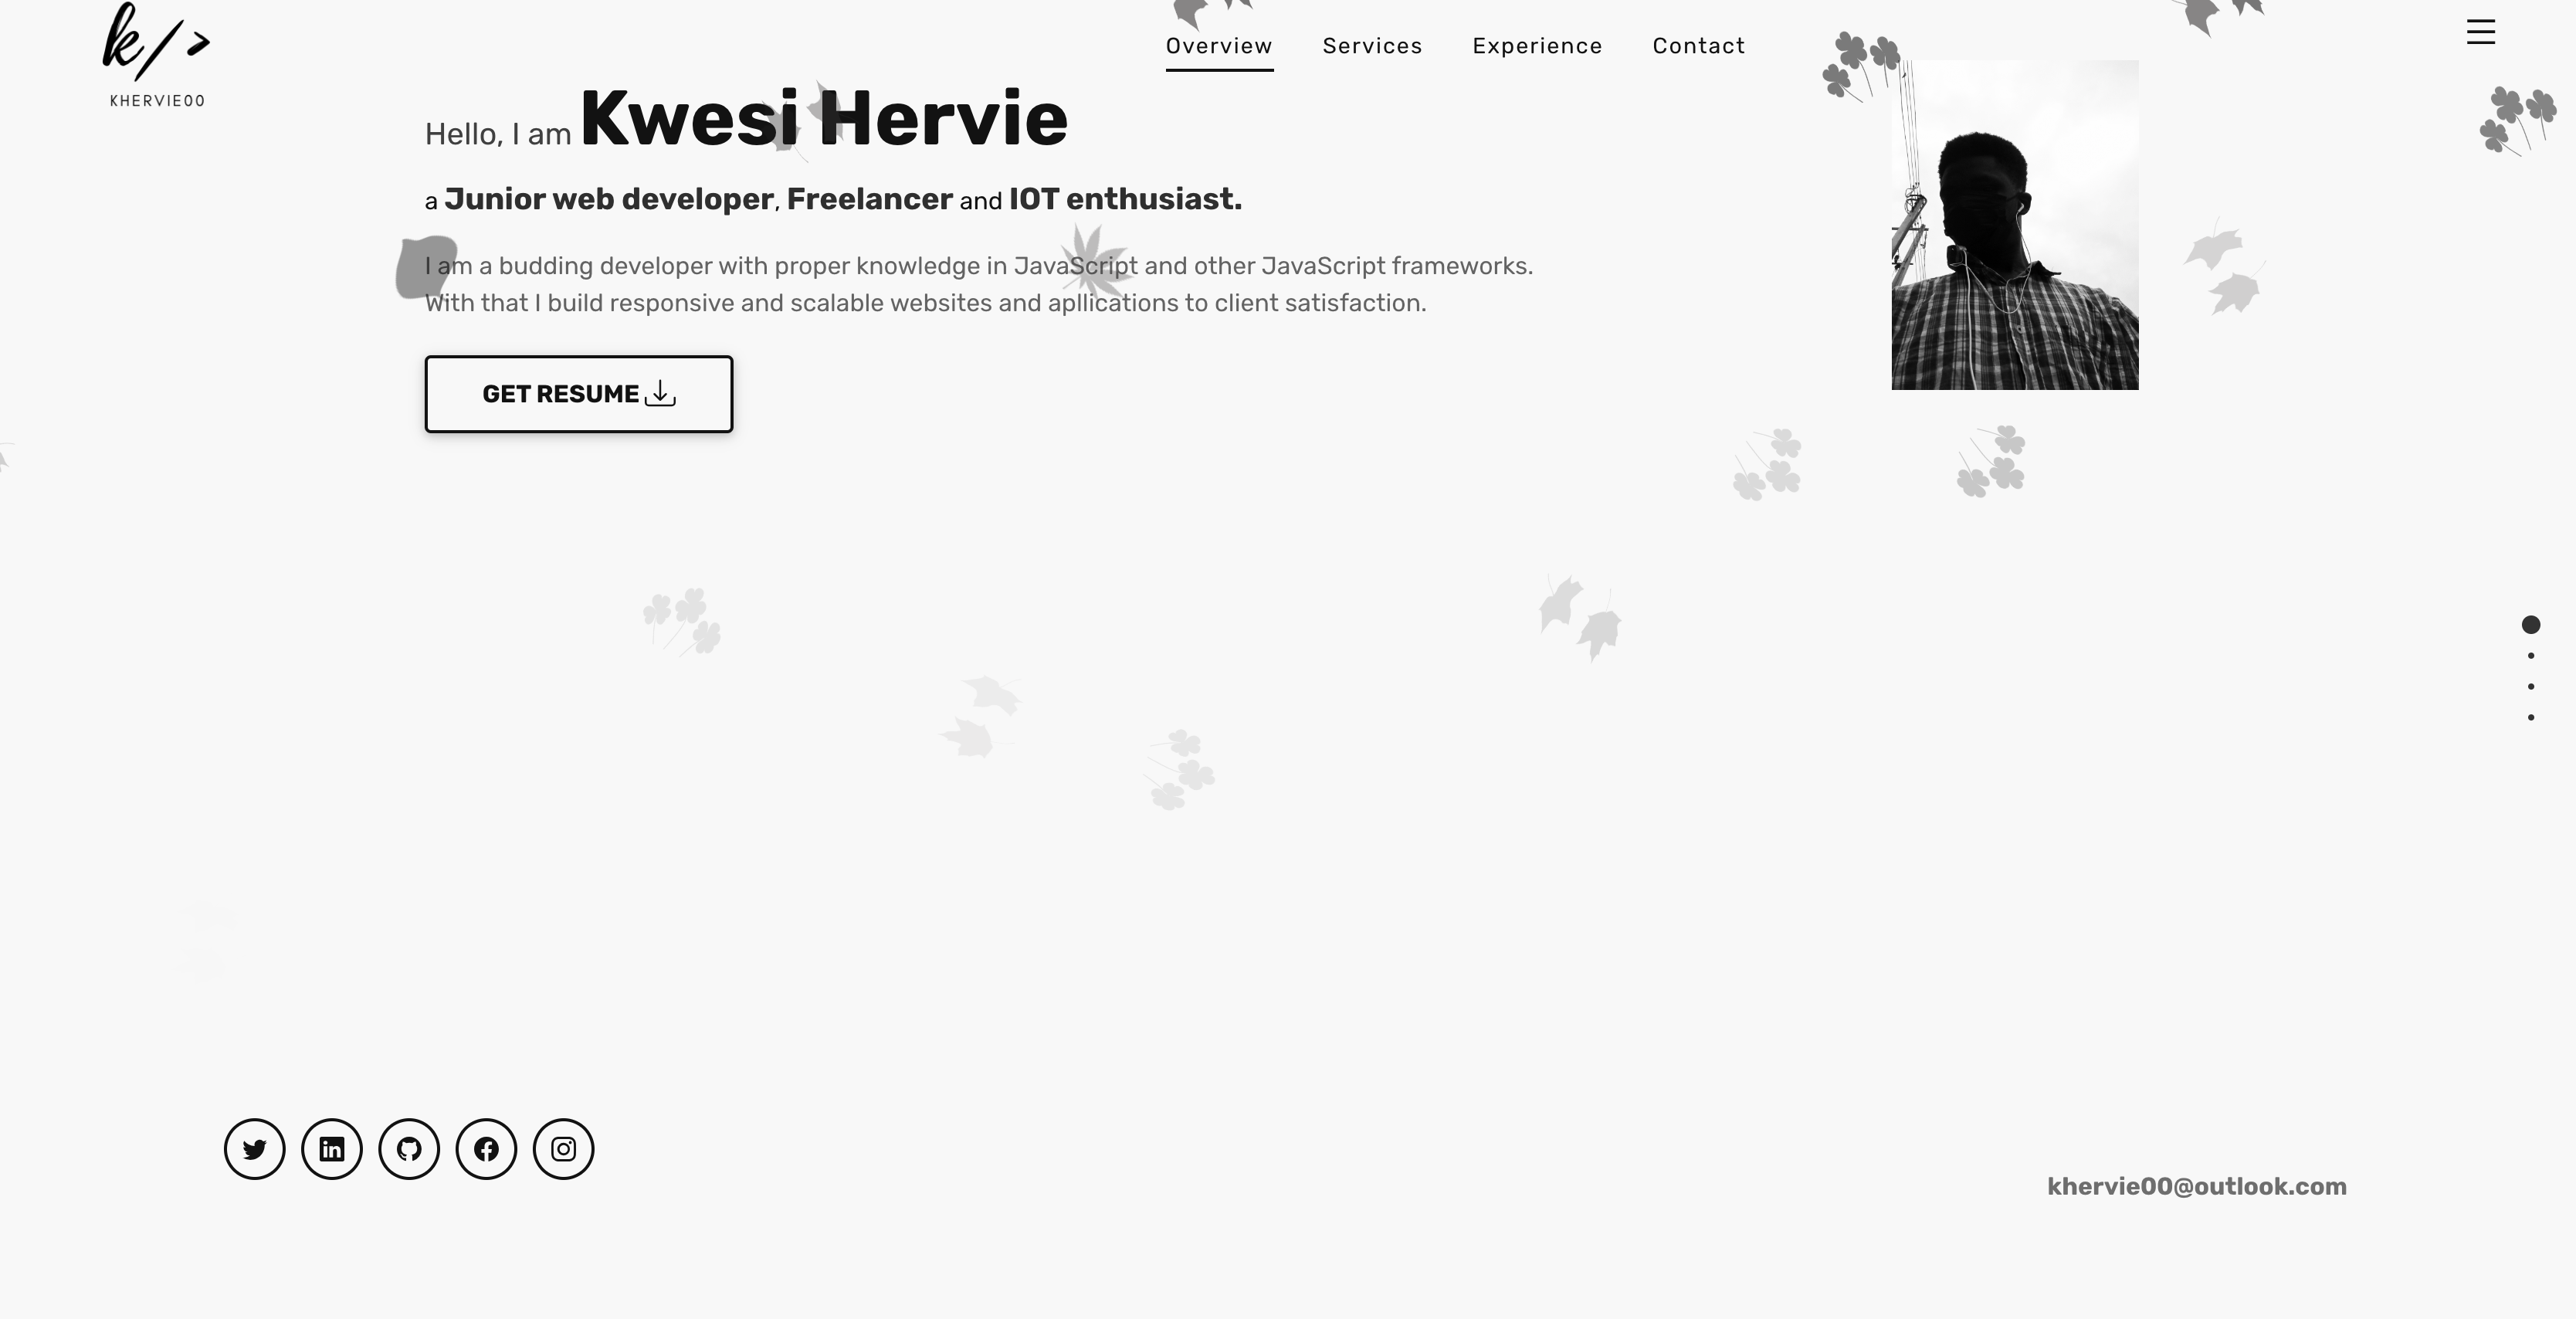 k/>
KHERVIE00
Overview Services Experience Contact
Hello, I am Kwesi Hervie
a Junior web developer, Freelancer and IOT enthusiast.
I am a budding developer with proper knowledge in JavaScript and other JavaScript frameworks.
With that I build responsive and scalable websites and apllications to client satisfaction.
GET RESUME
khervie00@outlook.com